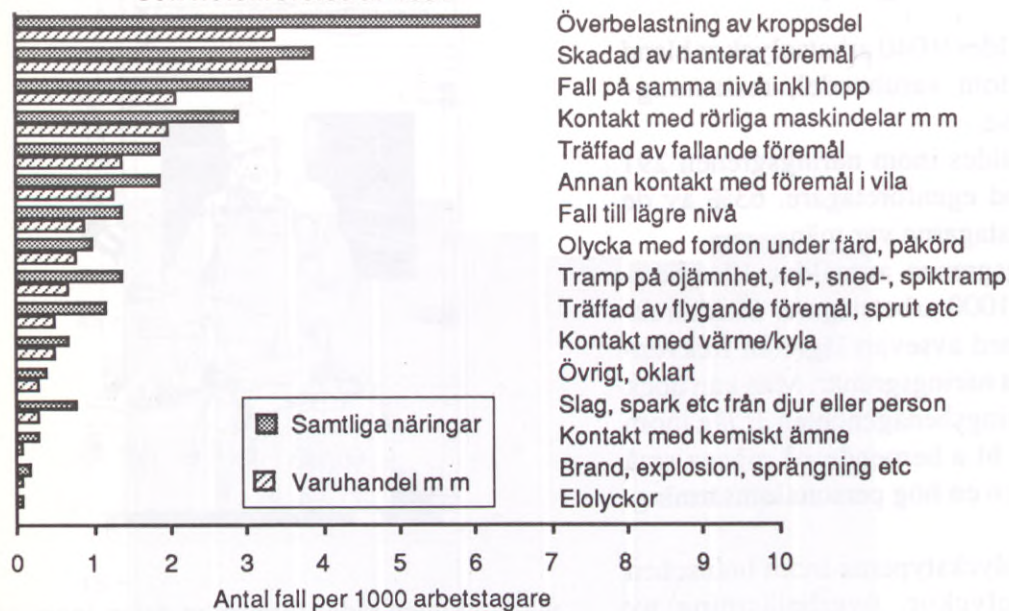 Överbelastning av kroppsdel
Skadad av hanterat föremål
Fall på samma nivå inkl hopp
Kontakt med rörliga maskindelar m m
Träffad av fallande föremål
Annan kontakt med föremål i vila
Fall till lägre nivå
Olycka med fordon under färd, påkörd
Tramp på ojämnhet, fel-, sned-, spiktramp
Träffad av flygande föremål, sprut etc
Kontakt med värme/kyla
Övrigt, oklart
Slag, spark etc från djur eller person
Kontakt med kemiskt ämne
Brand, explosion, sprängning etc
Elolyckor
Samtliga näringar
Varuhandel m m
0 1 2 3 4 5 6 7 8 9 10
Antal fall per 1000 arbetstagare